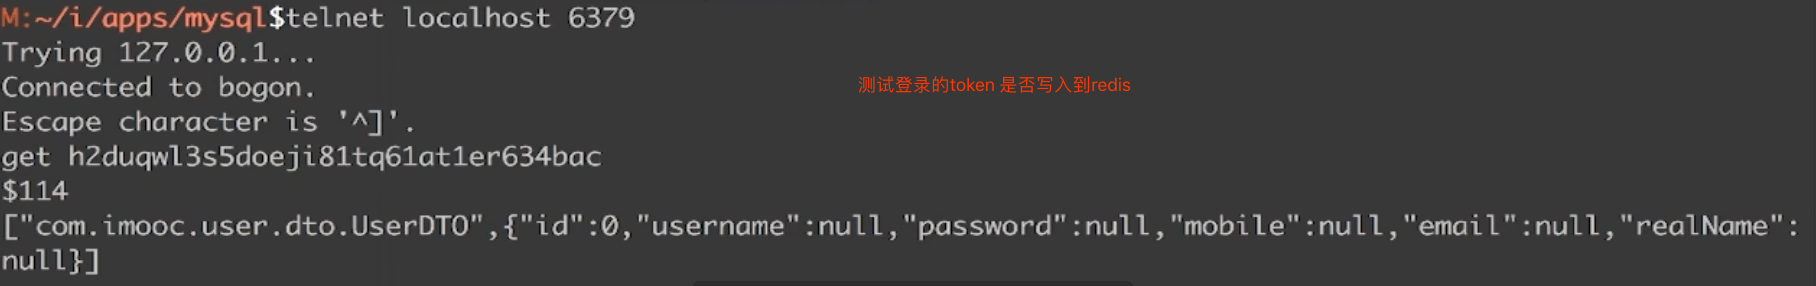 M:~/i/apps/mysql$telnet localhost 6379
Trying 127.0.0.1...
Connected to bogon.
测试登录的token 是否写入到redis
Escape character is '^]'.
get h2duqwl3s5doeji81tq61at1er634bac
$114
["com.imooc.user.dto.UserDTO",{"id":0,"username":null,"password":null,"mobile":null,"email":null,"realName":
null}]